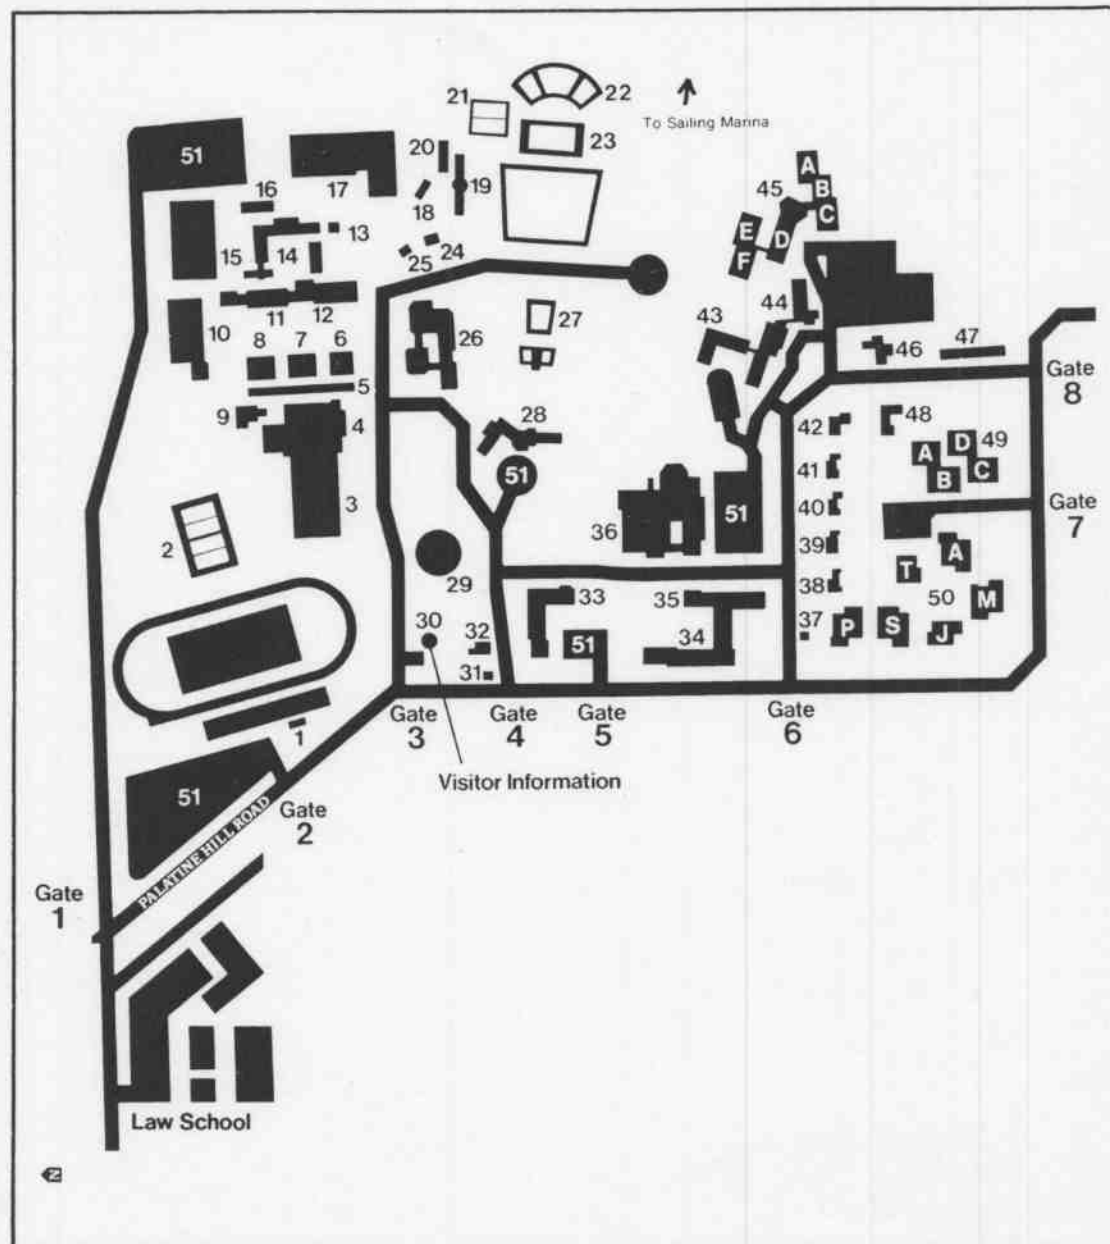 22
21
To Sailing Marina
23
51
20
A
16
17
19
45
B
18
C
13
E
D
24
15
14
25
F
44
27
43
10
11
12
26
46
47
8
7
6
Gate
8
5
9
4
28
42
48
D
49
A
51
41
B
C
3
51
40
Gate
7
2
36
39
A
T
29
38
33
35
50
M
30
37
32
51
34
P
S
J
31
Gate
3
Gate
4
Gate
5
Gate
6
1
Visitor Information
51
PALATINE HILL ROAD
Gate
2
Gate
1
Law School
N